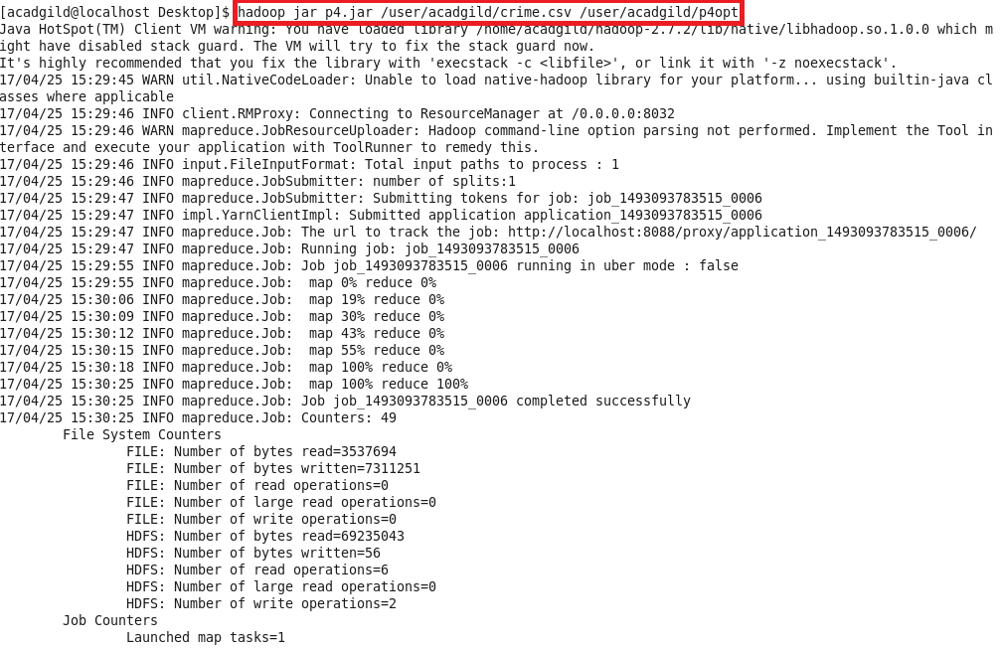 [acadgild@localhost Desktop]$ hadoop jar p4.jar /user/acadgild/crime.csv /user/acadgild/p4opt
Java HotSpot(TM) Client VM warning: You have loaded library /home/acadgild/hadoop-2.7.2/lib/native/libhadoop.so.1.0.0 which m
ight have disabled stack guard. The VM will try to fix the stack guard now.
It's highly recommended that you fix the library with 'execstack -c <libfile>', or link it with '-z noexecstack'.
17/04/25 15:29:45 WARN util.NativeCodeLoader: Unable to load native-hadoop library for your platform... using builtin-java cl
asses where applicable
17/04/25 15:29:46 INFO client.RMProxy: Connecting to ResourceManager at /0.0.0.0:8032
17/04/25 15:29:46 WARN mapreduce.JobResourceUploader: Hadoop command-line option parsing not performed. Implement the Tool in
terface and execute your application with ToolRunner to remedy this.
17/04/25 15:29:46 INFO input.FileInputFormat: Total input paths to process : 1
17/04/25 15:29:46 INFO mapreduce.JobSubmitter: number of splits:1
17/04/25 15:29:47 INFO mapreduce.JobSubmitter: Submitting tokens for job: job_1493093783515_0006
17/04/25 15:29:47 INFO impl.YarnClientImpl: Submitted application application_1493093783515_0006
17/04/25 15:29:47 INFO mapreduce.Job: The url to track the job: http://localhost:8088/proxy/application_1493093783515_0006/
17/04/25 15:29:47 INFO mapreduce.Job: Running job: job_1493093783515_0006
17/04/25 15:29:55 INFO mapreduce.Job: Job job_1493093783515_0006 running in uber mode : false
17/04/25 15:29:55 INFO mapreduce.Job:  map 0% reduce 0%
17/04/25 15:30:06 INFO mapreduce.Job:  map 19% reduce 0%
17/04/25 15:30:09 INFO mapreduce.Job:  map 30% reduce 0%
17/04/25 15:30:12 INFO mapreduce.Job:  map 43% reduce 0%
17/04/25 15:30:15 INFO mapreduce.Job:  map 55% reduce 0%
17/04/25 15:30:18 INFO mapreduce.Job:  map 100% reduce 0%
17/04/25 15:30:25 INFO mapreduce.Job:  map 100% reduce 100%
17/04/25 15:30:25 INFO mapreduce.Job: Job job_1493093783515_0006 completed successfully
17/04/25 15:30:25 INFO mapreduce.Job: Counters: 49
File System Counters
FILE: Number of bytes read=3537694
FILE: Number of bytes written=7311251
FILE: Number of read operations=0
FILE: Number of large read operations=0
FILE: Number of write operations=0
HDFS: Number of bytes read=69235043
HDFS: Number of bytes written=56
HDFS: Number of read operations=6
HDFS: Number of large read operations=0
HDFS: Number of write operations=2
Job Counters
Launched map tasks=1